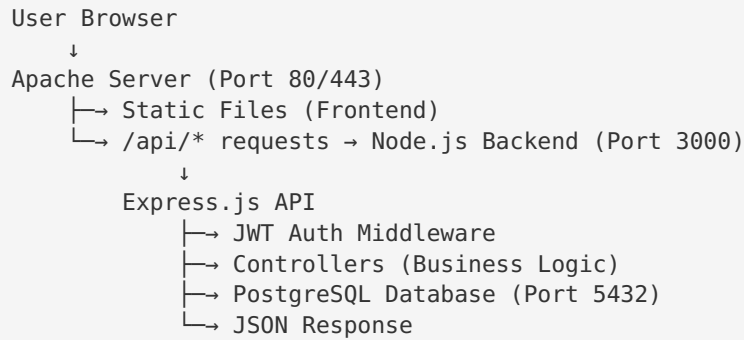 User Browser
    ↓
Apache Server (Port 80/443)
    ├─→ Static Files (Frontend)
    └─→ /api/* requests → Node.js Backend (Port 3000)
            ↓
        Express.js API
            ├─→ JWT Auth Middleware
            ├─→ Controllers (Business Logic)
            ├─→ PostgreSQL Database (Port 5432)
            └─→ JSON Response